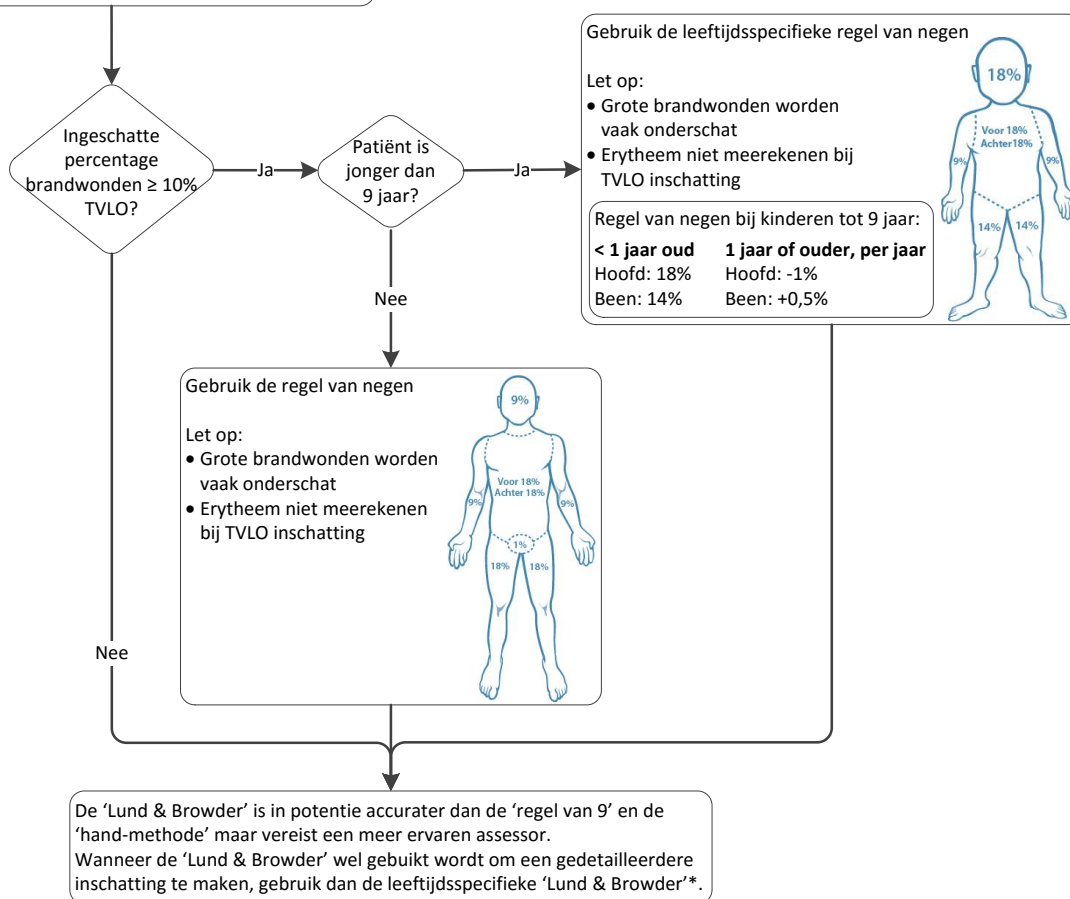 Ingeschatte
percentage
brandwonden ≥ 10%
TVLO?
Ja
Patiënt is
jonger dan
9 jaar?
Ja
Gebruik de leeftijdsspecifieke regel van negen
Let op:
• Grote brandwonden worden
vaak onderschat
• Erytheem niet meerekenen bij
TVLO inschatting
Regel van negen bij kinderen tot 9 jaar:
< 1 jaar oud 1 jaar of ouder, per jaar
Hoofd: 18% Hoofd: -1%
Been: 14% Been: +0,5%
18%
Voor 18%
Achter18%
9% 9%
14% 14%
Nee
Gebruik de regel van negen
Let op:
• Grote brandwonden worden
vaak onderschat
• Erytheem niet meerekenen
bij TVLO inschatting
9%
Voor 18%
Achter 18%
9% 9%
1%
18% 18%
Nee
De ‘Lund & Browder’ is in potentie accurater dan de ‘regel van 9’ en de
‘hand-methode’ maar vereist een meer ervaren assessor.
Wanneer de ‘Lund & Browder’ wel gebuikt wordt om een gedetailleerdere
inschatting te maken, gebruik dan de leeftijdsspecifieke ‘Lund & Browder’*.